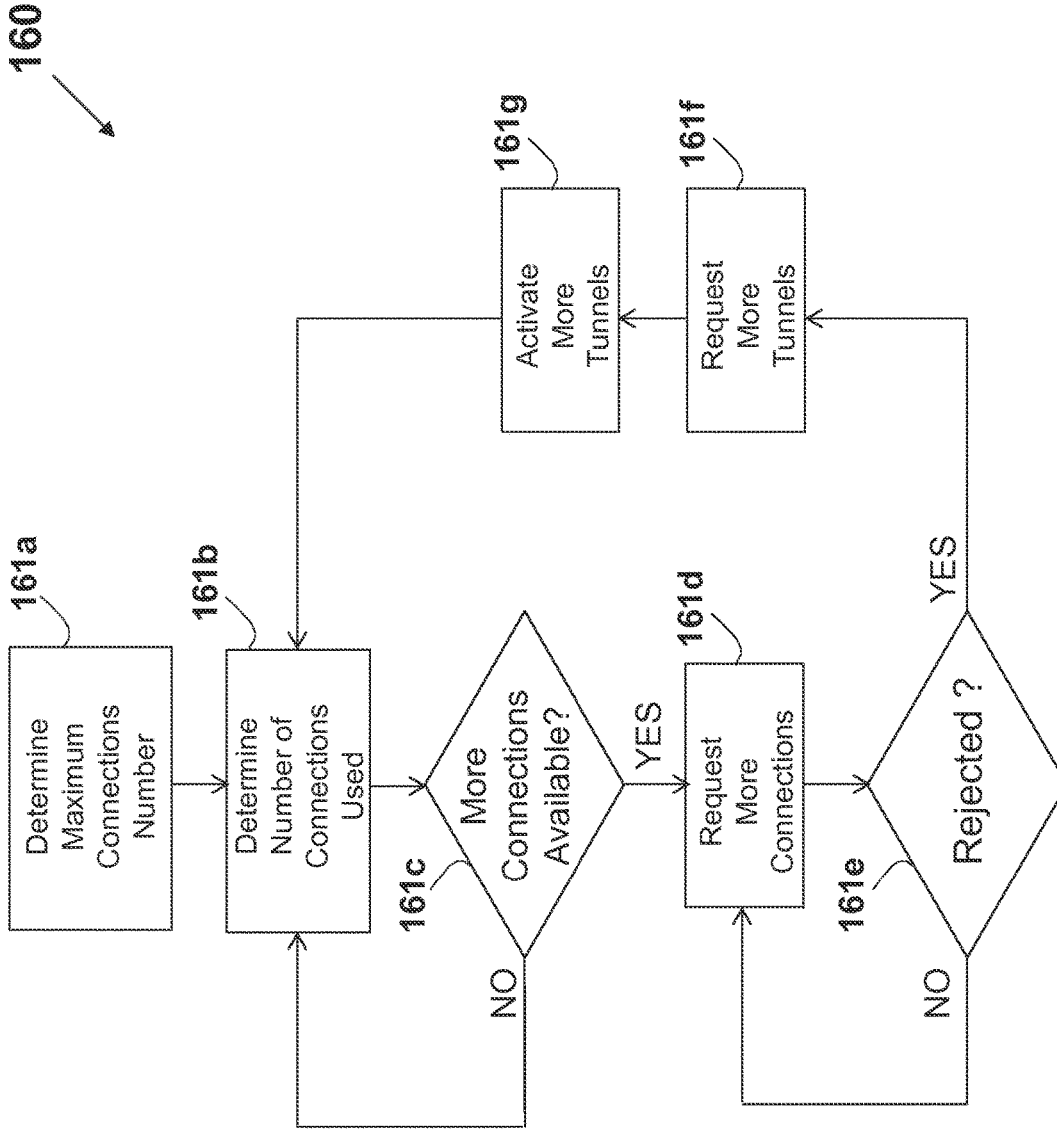 160
161a
Determine
Maximum
Connections
Number
161b
Determine
Number of
Connections
Used
161c
More
Connections
Available?
NO
YES
161d
Request
More
Connections
161e
Rejected ?
NO
YES
161f
Request
More
Tunnels
161g
Activate
More
Tunnels